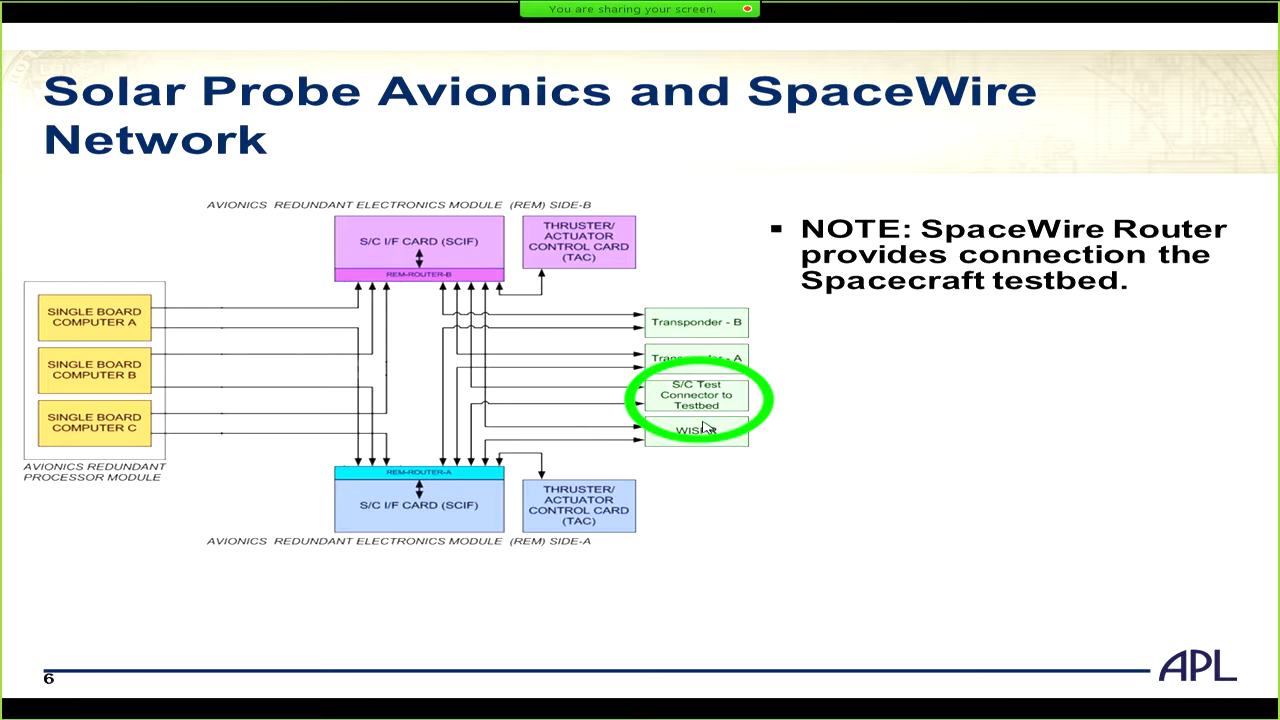 You are sharing your screen.
Solar Probe Avionics and SpaceWire
Network
AVIONICS REDUNDANT ELECTRONICS MODULE (REM) SIDE-B
S/C I/F CARD (SCIF)
REM-ROUTER-B
THRUSTER/
ACTUATOR
CONTROL CARD
(TAC)
NOTE: SpaceWire Router
provides connection the
Spacecraft testbed.
SINGLE BOARD
COMPUTER A
SINGLE BOARD
COMPUTER B
SINGLE BOARD
COMPUTER C
AVIONICS REDUNDANT
PROCESSOR MODULE
Transponder - B
Transponder - A
S/C Test
Connector to
Testbed
REM-ROUTER-A
S/C I/F CARD (SCIF)
THRUSTER/
ACTUATOR
CONTROL CARD
(TAC)
AVIONICS REDUNDANT ELECTRONICS MODULE (REM) SIDE-A
6
APL